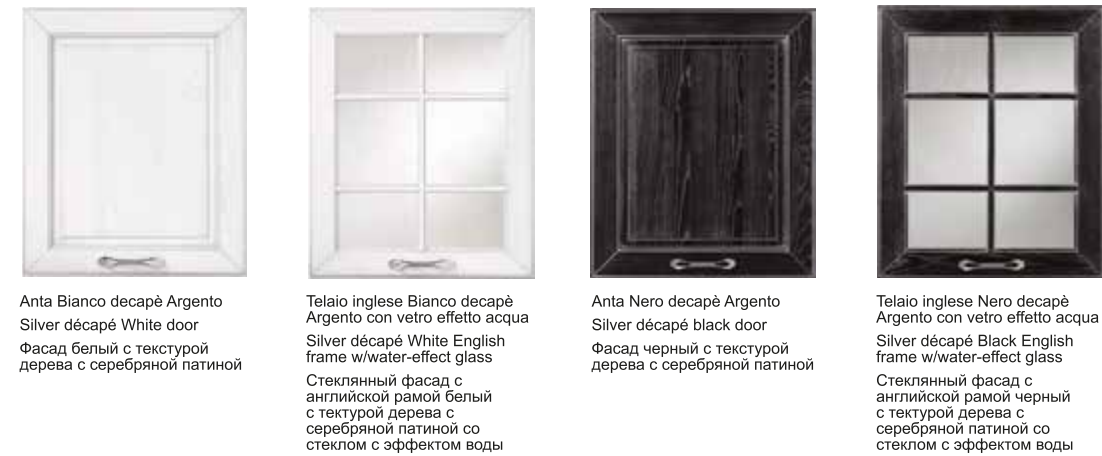 Anta Bianco decapè Argento
Silver décapé White door
Фасад белый с текстурой
дерева с серебряной патиной
Telaio inglese Bianco decapè
Argento con vetro effetto acqua
Silver décapé White English
frame w/water-effect glass
Стеклянный фасад с
английской рамой белый
с тектурой дерева с
серебряной патиной со
стеклом с эффектом воды
Anta Nero decapè Argento
Silver décapé black door
Фасад черный с текстурой
дерева с серебряной патиной
Telaio inglese Nero decapè
Argento con vetro effetto acqua
Silver décapé Black English
frame w/water-effect glass
Стеклянный фасад с
английской рамой черный
с тектурой дерева с
серебряной патиной со
стеклом с эффектом воды